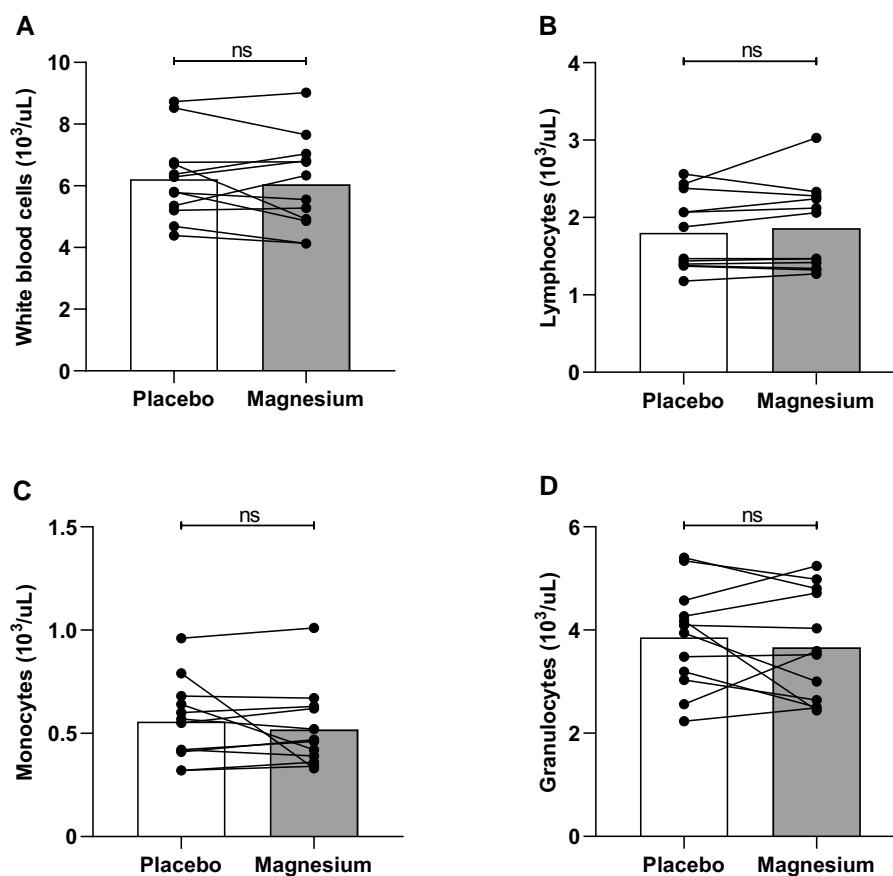 A
White blood cells (10³/uL)
10
8
6
4
2
0
ns
Placebo Magnesium
B
Lymphocytes (10³/uL)
4
3
2
1
0
ns
Placebo Magnesium
C
Monocytes (10³/uL)
1.5
1.0
0.5
0
ns
Placebo Magnesium
D
Granulocytes (10³/uL)
6
4
2
0
ns
Placebo Magnesium